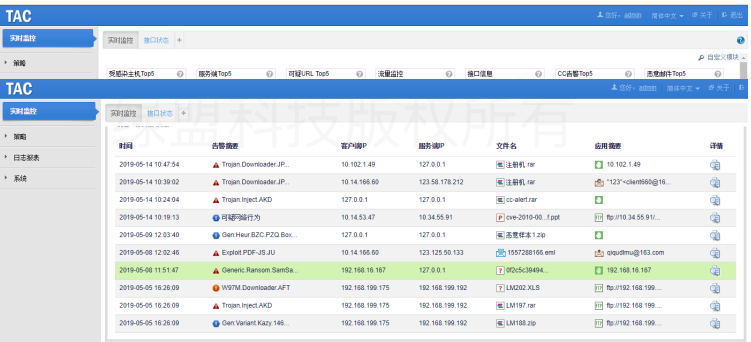 TAC
您好，admin 简体中文 关于 退出
实时监控
实时监控 接口状态 +
策略
自定义模块
受感染主机Top5 服务端Top5 可疑URL Top5 流量监控 接口信息 CC告警Top5 恶意邮件Top5
TAC
您好，admin 简体中文 关于
实时监控
实时监控 接口状态 +
策略
日志报表
系统
绿盟科技版权所有
时间 告警摘要 客户端IP 服务端IP 文件名 应用摘要 详情
2019-05-14 10:47:54 Trojan.Downloader.JP... 10.102.1.49 127.0.0.1 注册机.rar 10.102.1.49
2019-05-14 10:39:02 Trojan.Downloader.JP... 10.14.166.60 123.58.178.212 注册机.rar "123"<client660@16...
2019-05-14 10:24:04 Trojan.Inject.AKD 127.0.0.1 127.0.0.1 cc-alert.rar
2019-05-14 10:19:13 可疑网络行为 10.14.53.47 10.34.55.91 cve-2010-00...f.ppt ftp://10.34.55.91/...
2019-05-09 12:03:40 Gen:Heur.BZC.PZQ.Box... 127.0.0.1 127.0.0.1 恶意样本1.zip
2019-05-08 12:02:46 Exploit.PDF-JS.JU 10.14.166.60 123.125.50.133 1557288166.eml qiqudimu@163.com
2019-05-08 11:51:47 Generic.Ransom.SamSa... 192.168.16.167 127.0.0.1 0f2c5c39494... 192.168.16.167
2019-05-05 16:26:09 W97M.Downloader.AFT 192.168.199.175 192.168.199.192 LM202.XLS ftp://192.168.199....
2019-05-05 16:26:09 Trojan.Inject.AKD 192.168.199.175 192.168.199.192 LM197.rar ftp://192.168.199....
2019-05-05 16:26:09 Gen:Variant.Kazy.146... 192.168.199.175 192.168.199.192 LM188.zip ftp://192.168.199....